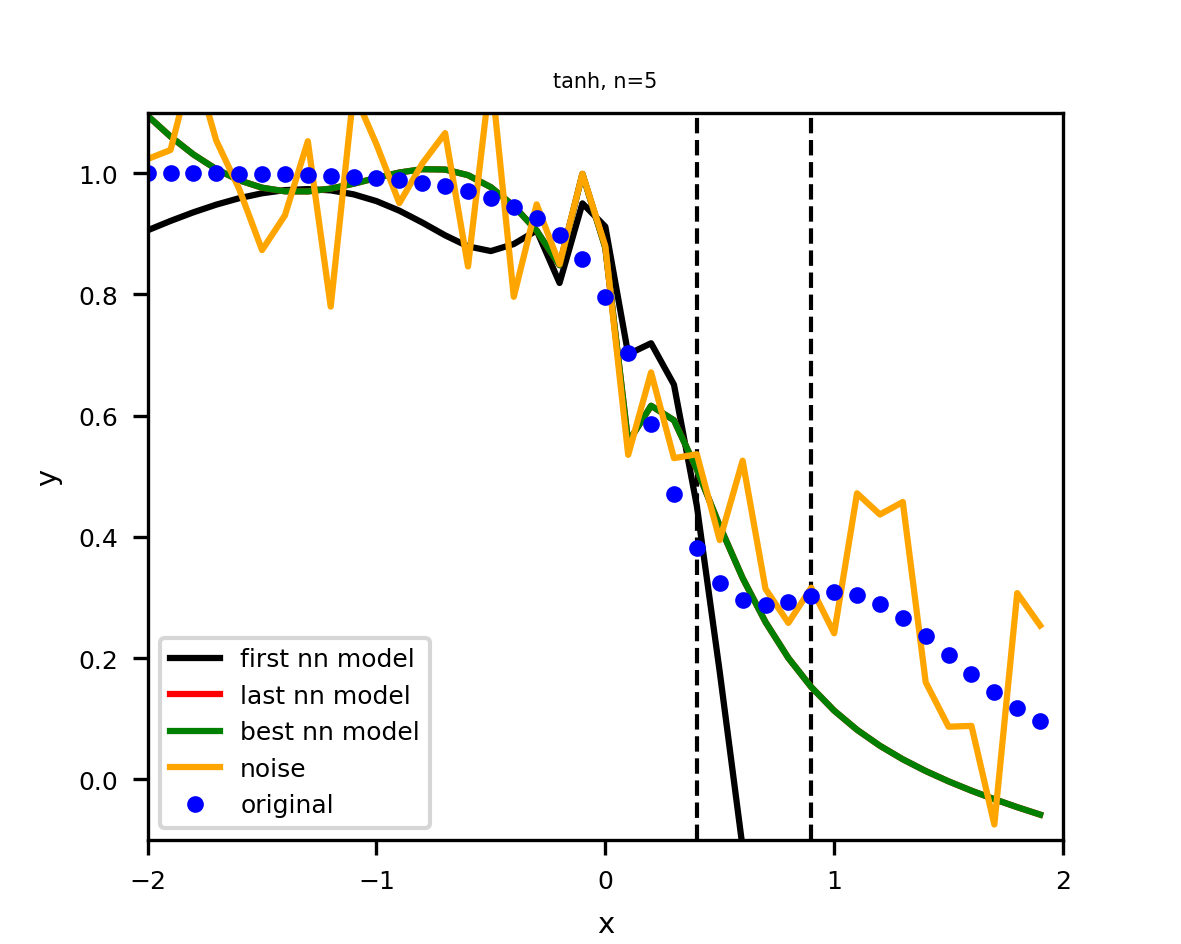 tanh, n=5
y
1.0
0.8
0.6
0.4
0.2
0.0
first nn model
last nn model
best nn model
noise
original
−2
−1
0
1
2
x